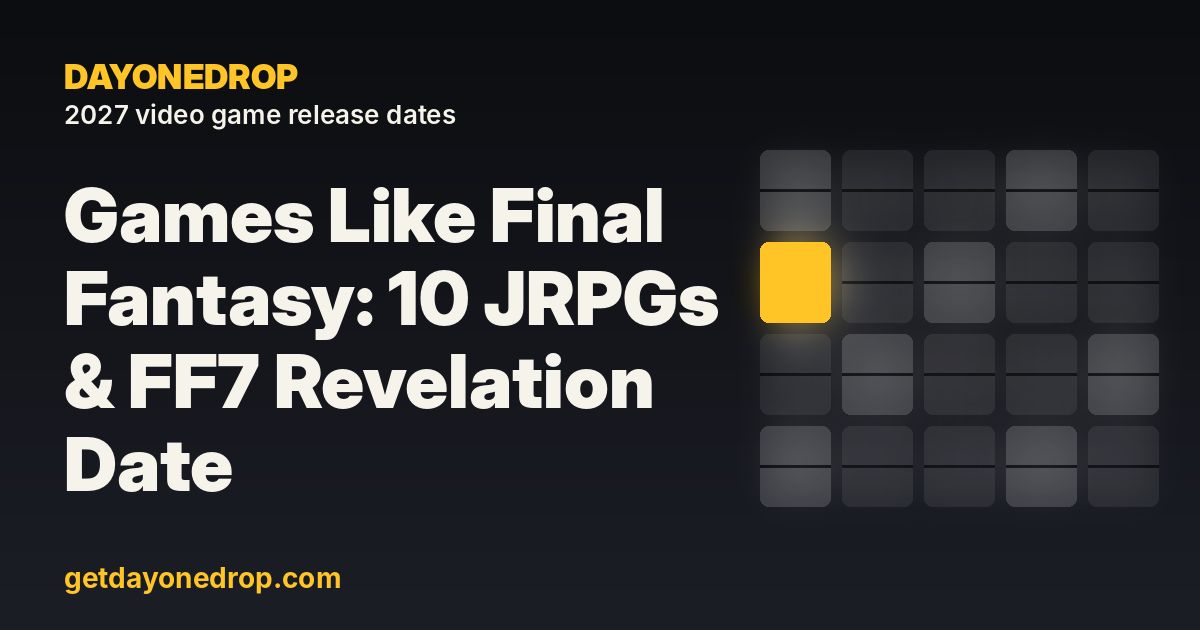 DAYONEDROP
2027 video game release dates
Games Like Final
Fantasy: 10 JRPGs
& FF7 Revelation
Date
getdayonedrop.com